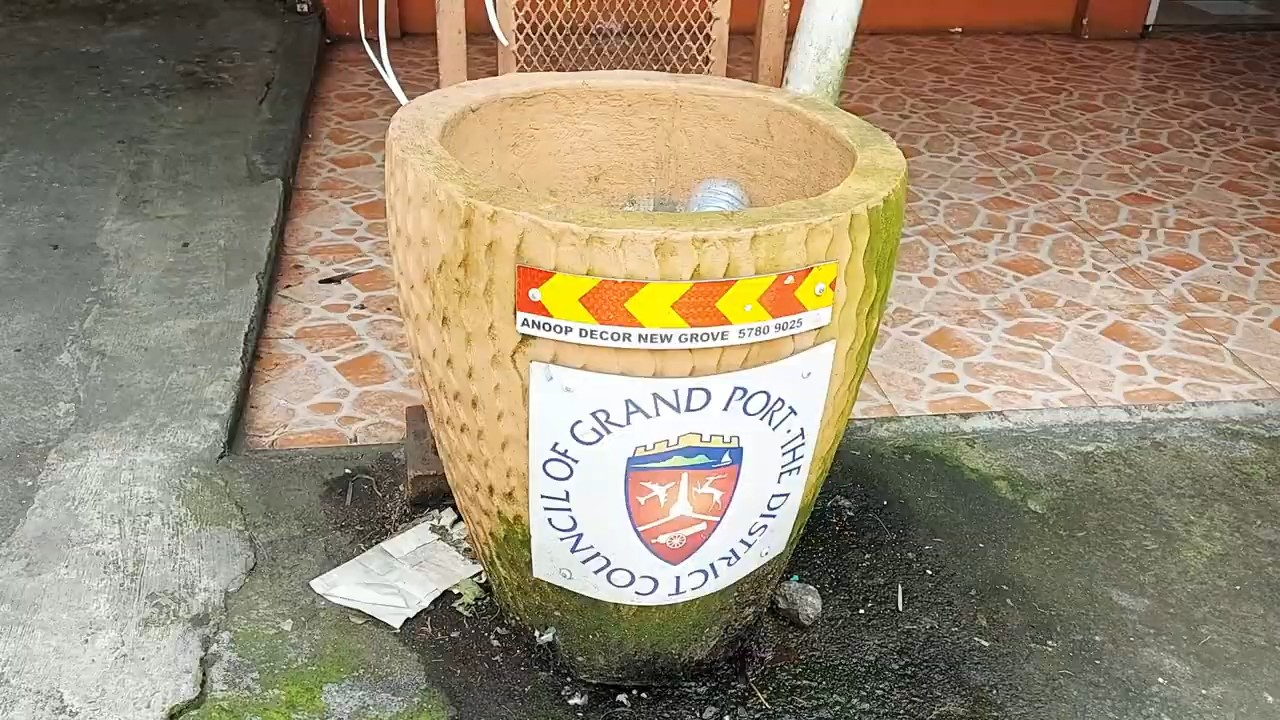 ANOOP DECOR NEW GROVE 5780 9025
THE DISTRICT COUNCIL OF GRAND PORT